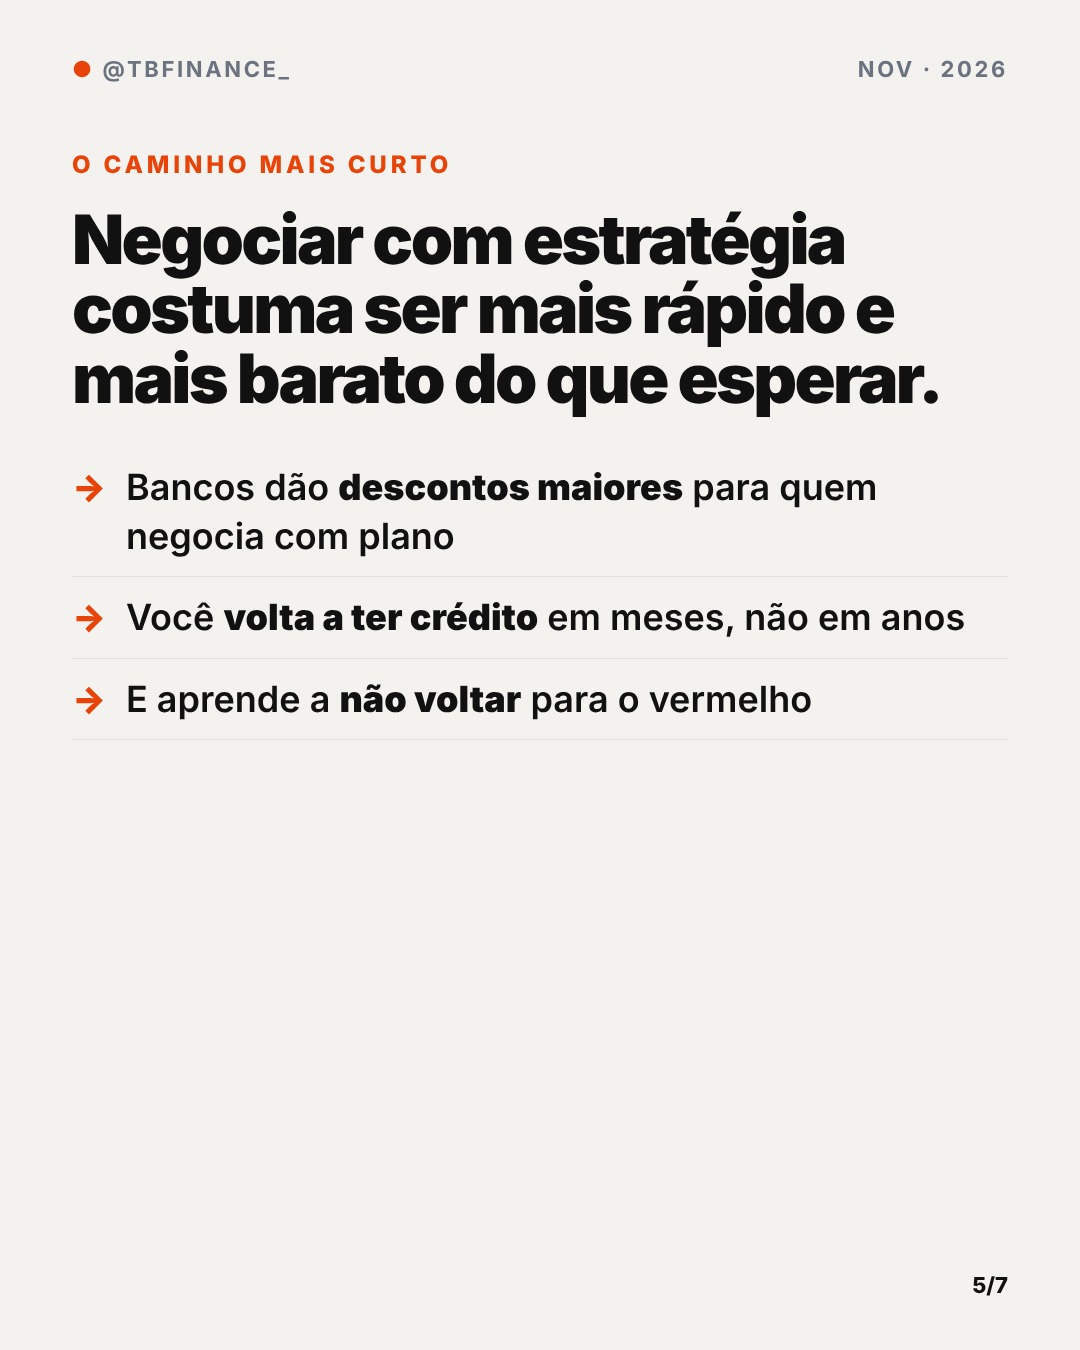 @TBFINANCE_
NOV · 2026
O CAMINHO MAIS CURTO
Negociar com estratégia
costuma ser mais rápido e
mais barato do que esperar.
→ Bancos dão descontos maiores para quem
negocia com plano
→ Você volta a ter crédito em meses, não em anos
→ E aprende a não voltar para o vermelho
5/7